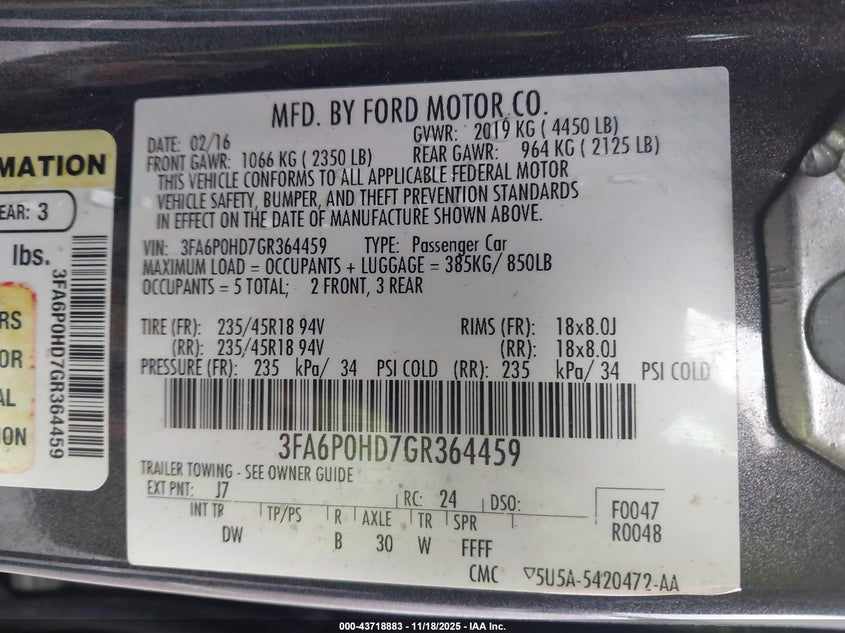 MFD. BY FORD MOTOR CO.
DATE: 02/16
GVWR: 2019 KG ( 4450 LB)
FRONT GAWR: 1066 KG ( 2350 LB)
REAR GAWR: 964 KG ( 2125 LB)
THIS VEHICLE CONFORMS TO ALL APPLICABLE FEDERAL MOTOR
VEHICLE SAFETY, BUMPER, AND THEFT PREVENTION STANDARDS
IN EFFECT ON THE DATE OF MANUFACTURE SHOWN ABOVE.
VIN: 3FA6P0HD7GR364459 TYPE: Passenger Car
MAXIMUM LOAD = OCCUPANTS + LUGGAGE = 385KG/ 850LB
OCCUPANTS = 5 TOTAL; 2 FRONT, 3 REAR
TIRE (FR): 235/45R18 94V RIMS (FR): 18x8.0J
(RR): 235/45R18 94V (RR): 18x8.0J
PRESSURE (FR): 235 kPa/ 34 PSI COLD (RR): 235 kPa/ 34 PSI COLD
3FA6P0HD7GR364459
TRAILER TOWING - SEE OWNER GUIDE
EXT PNT: J7 RC: 24 DSO:
INT TR TP/PS R AXLE TR SPR
DW B 30 W FFFF
F0047
R0048
CMC ▽5U5A-5420472-AA
MATION
EAR: 3
lbs.
RS
OR
AL
ION
3FA6P0HD7GR364459
000-43718883 | 11/18/2025 | IAA Inc.